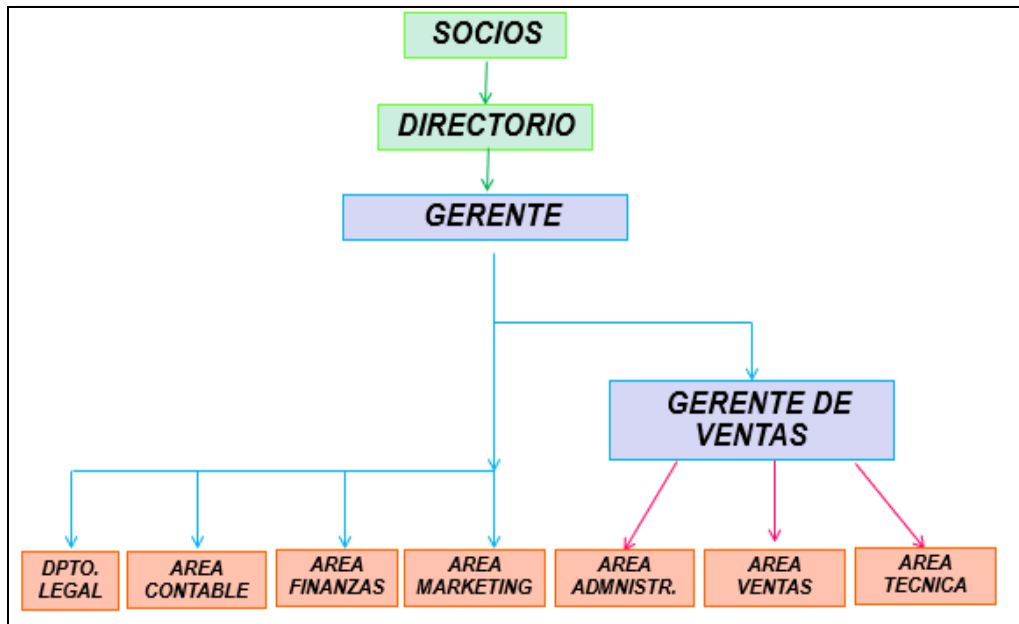 SOCIOS
DIRECTORIO
GERENTE
GERENTE DE
VENTAS
DPTO.
LEGAL
AREA
CONTABLE
AREA
FINANZAS
AREA
MARKETING
AREA
ADMNISTR.
AREA
VENTAS
AREA
TECNICA